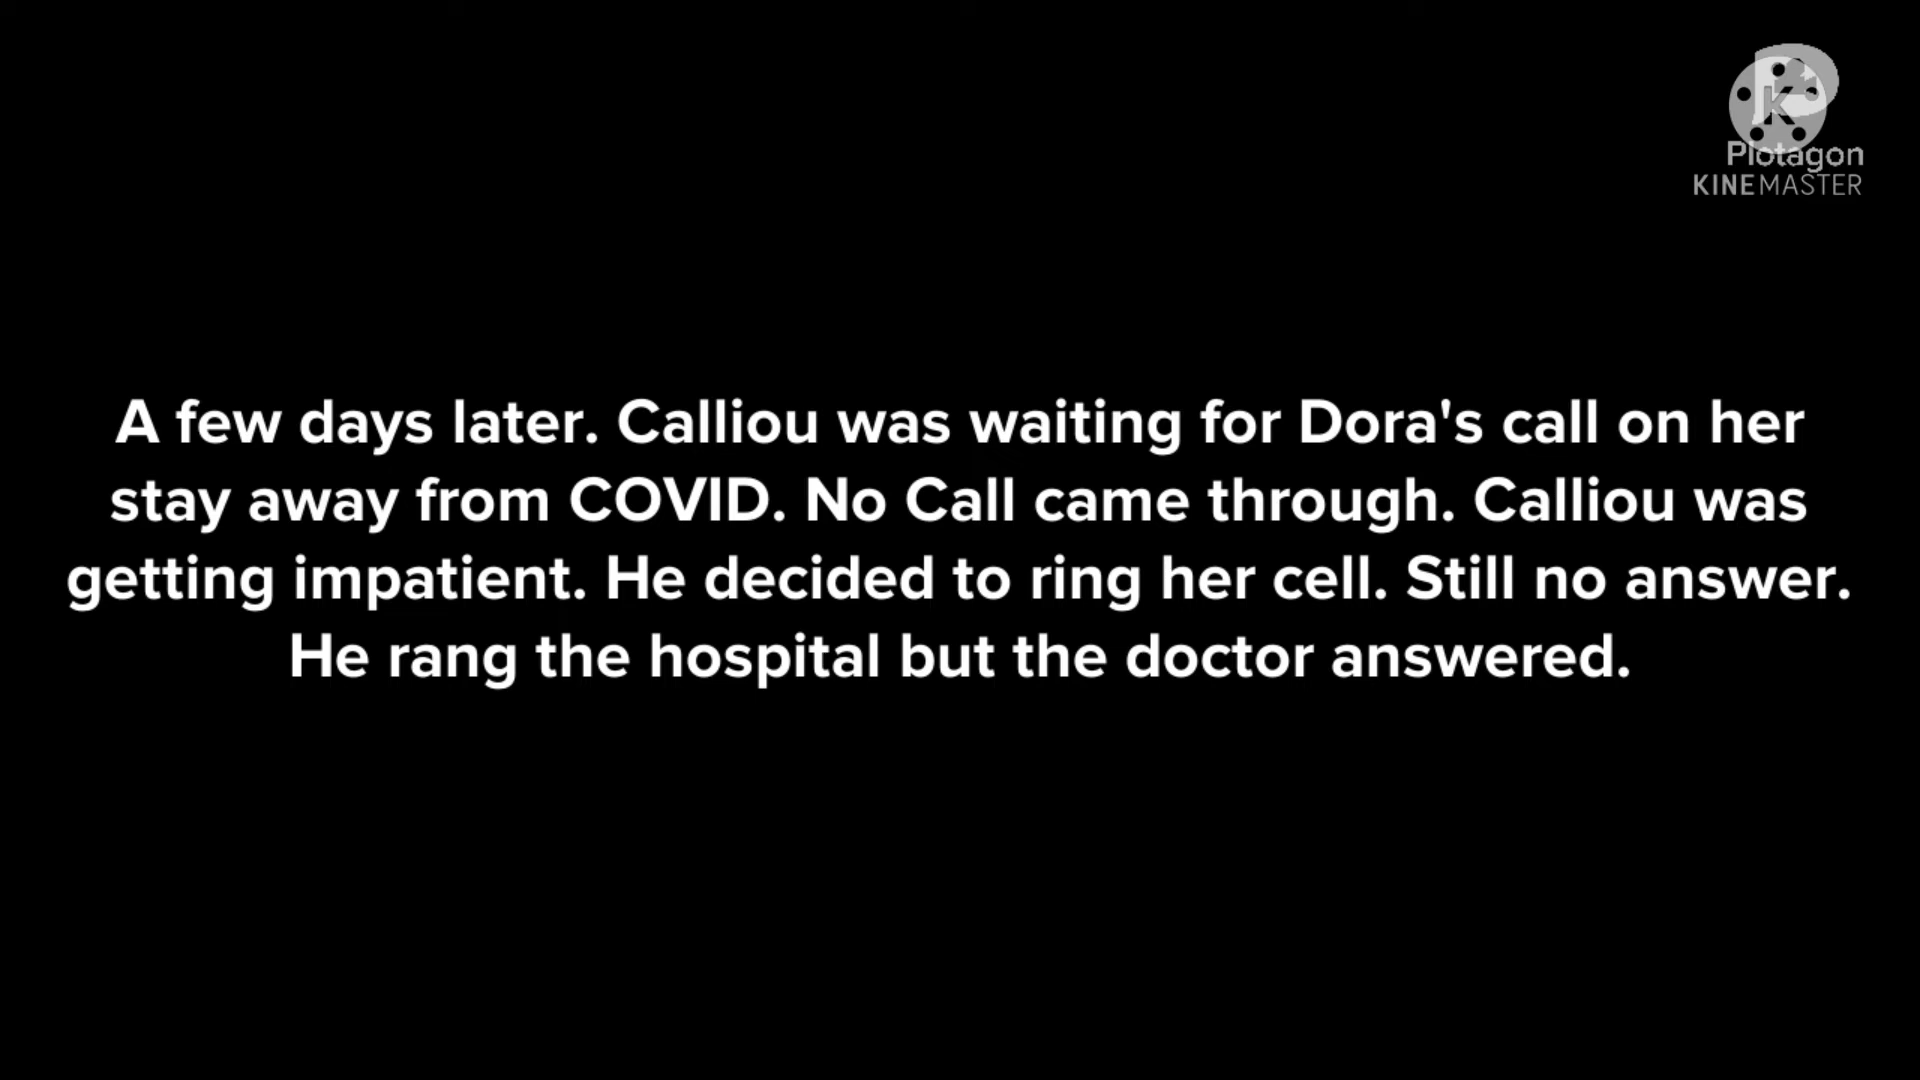 K
Plotagon
KINEMASTER
A few days later. Calliou was waiting for Dora's call on her
stay away from COVID. No Call came through. Calliou was
getting impatient. He decided to ring her cell. Still no answer.
He rang the hospital but the doctor answered.